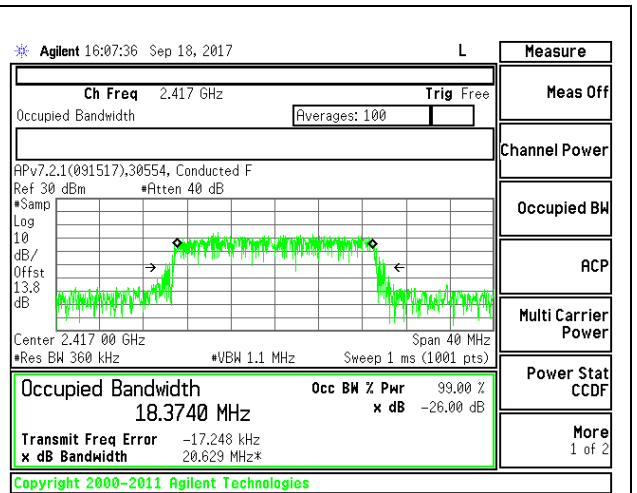 Agilent 16:07:36 Sep 18, 2017 L
Measure
Ch Freq 2.417 GHz Trig Free
Occupied Bandwidth Averages: 100
APv7.2.1(091517),30554, Conducted F
Ref 30 dBm #Atten 40 dB
#Samp
Log
10
dB/
Offst
13.8
dB
Center 2.417 00 GHz Span 40 MHz
#Res BW 360 kHz #VBW 1.1 MHz Sweep 1 ms (1001 pts)
Occupied Bandwidth
18.3740 MHz
Occ BW % Pwr 99.00 %
x dB -26.00 dB
Transmit Freq Error -17.248 kHz
x dB Bandwidth 20.629 MHz*
Copyright 2000-2011 Agilent Technologies
Meas Off
Channel Power
Occupied BW
ACP
Multi Carrier
Power
Power Stat
CCDF
More
1 of 2